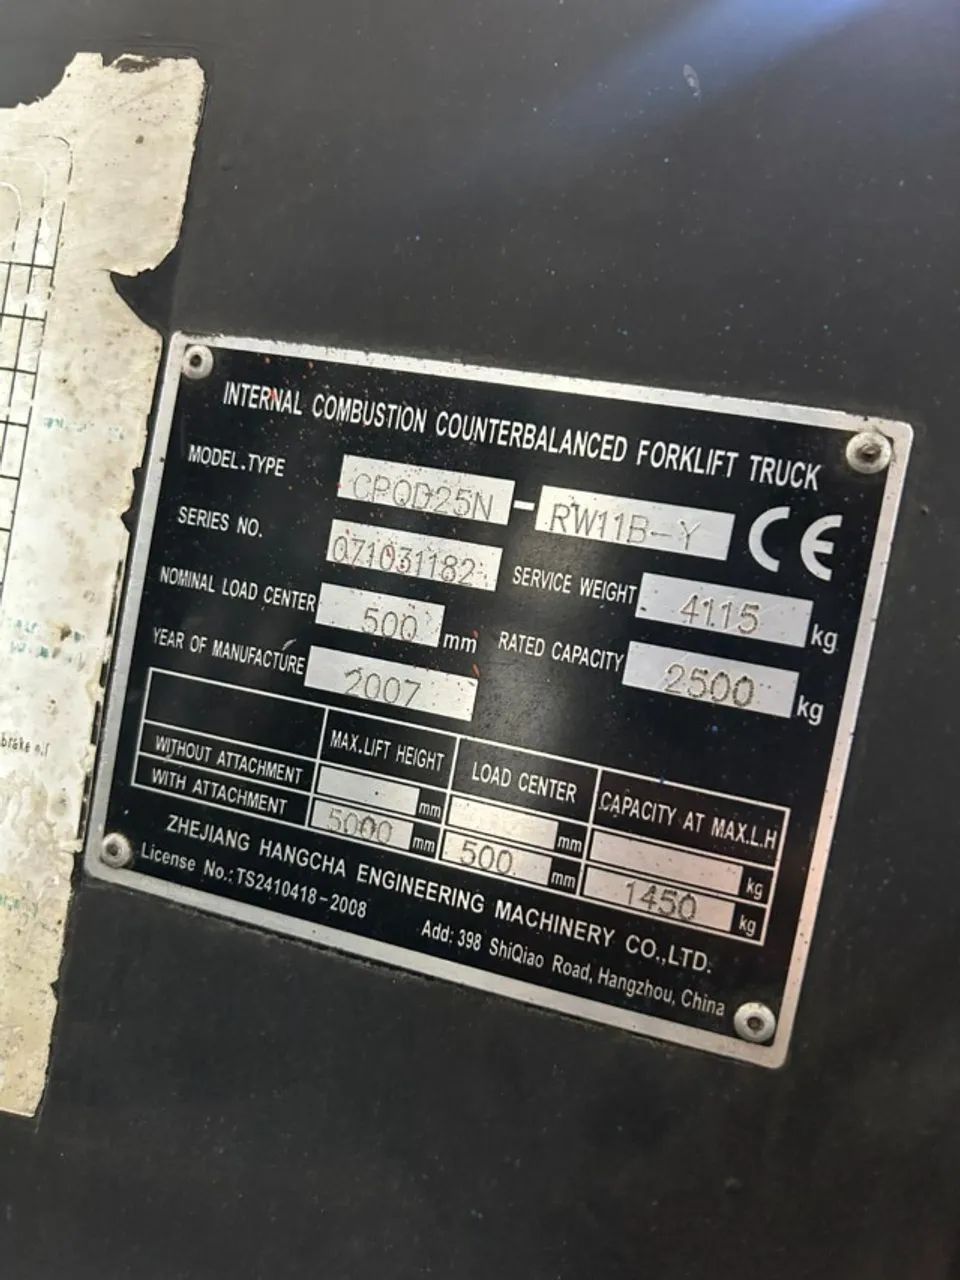 INTERNAL COMBUSTION COUNTERBALANCED FORKLIFT TRUCK
MODEL.TYPE CPQD25N - RW11B-Y CE
SERIES NO. 071031182 SERVICE WEIGHT 4115 kg
NOMINAL LOAD CENTER 500 mm RATED CAPACITY 2500 kg
YEAR OF MANUFACTURE 2007
MAX.LIFT HEIGHT LOAD CENTER CAPACITY AT MAX.L.H
WITHOUT ATTACHMENT mm mm kg
WITH ATTACHMENT 5000 mm 500 mm 1450 kg
ZHEJIANG HANGCHA ENGINEERING MACHINERY CO.,LTD.
License No.: TS2410418-2008
Add: 398 ShiQiao Road, Hangzhou, China
brake oil